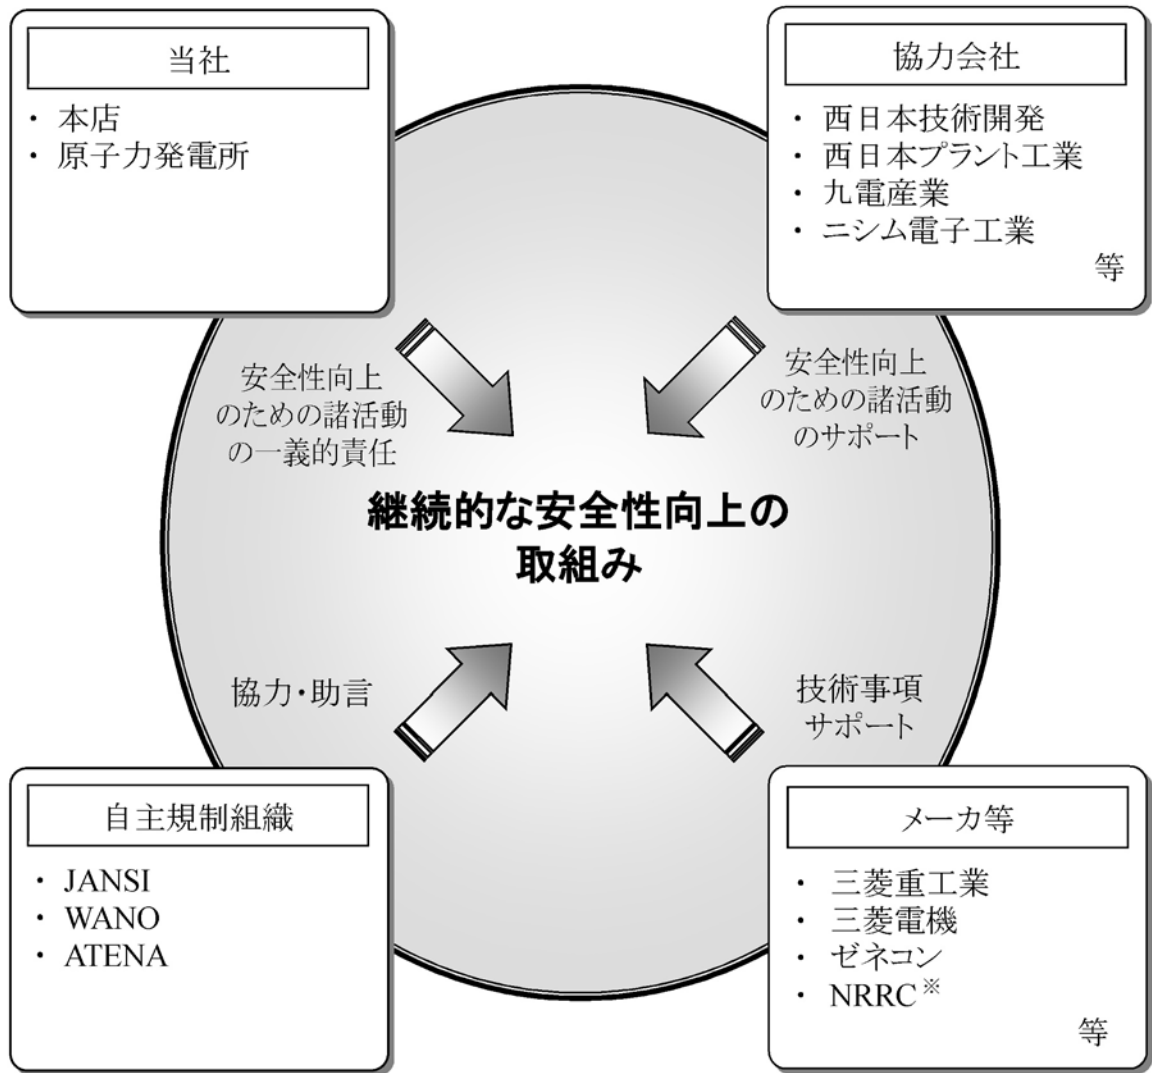 当社
・ 本店
・ 原子力発電所
協力会社
・ 西日本技術開発
・ 西日本プラント工業
・ 九電産業
・ ニシム電子工業
等
安全性向上
のための諸活動
の一義的責任
安全性向上
のための諸活動
のサポート
継続的な安全性向上の
取組み
協力・助言
技術事項
サポート
自主規制組織
・ JANSI
・ WANO
・ ATENA
メーカ等
・ 三菱重工業
・ 三菱電機
・ ゼネコン
・ NRRC※
等